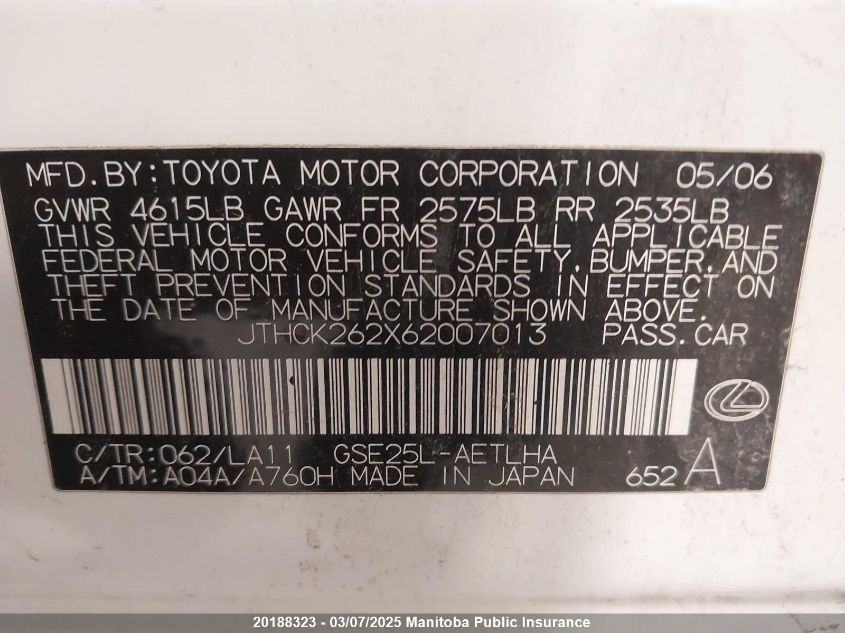 MFD.BY:TOYOTA MOTOR CORPORATION 05/06
GVWR 4615LB GAWR FR 2575LB RR 2535LB
THIS VEHICLE CONFORMS TO ALL APPLICABLE
FEDERAL MOTOR VEHICLE SAFETY,BUMPER,AND
THEFT PREVENTION STANDARDS IN EFFECT ON
THE DATE OF MANUFACTURE SHOWN ABOVE.
JTHCK262X62007013 PASS.CAR
C/TR:062/LA11 GSE25L-AETLHA
A/TM:A04A/A760H MADE IN JAPAN 652 A
20188323 - 03/07/2025 Manitoba Public Insurance